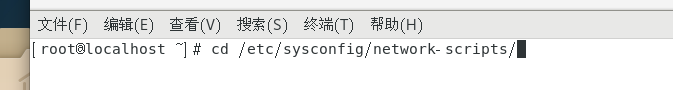 文件(F) 编辑(E) 查看(V) 搜索(S) 终端(T) 帮助(H)
[root@localhost ~]# cd /etc/sysconfig/network-scripts/